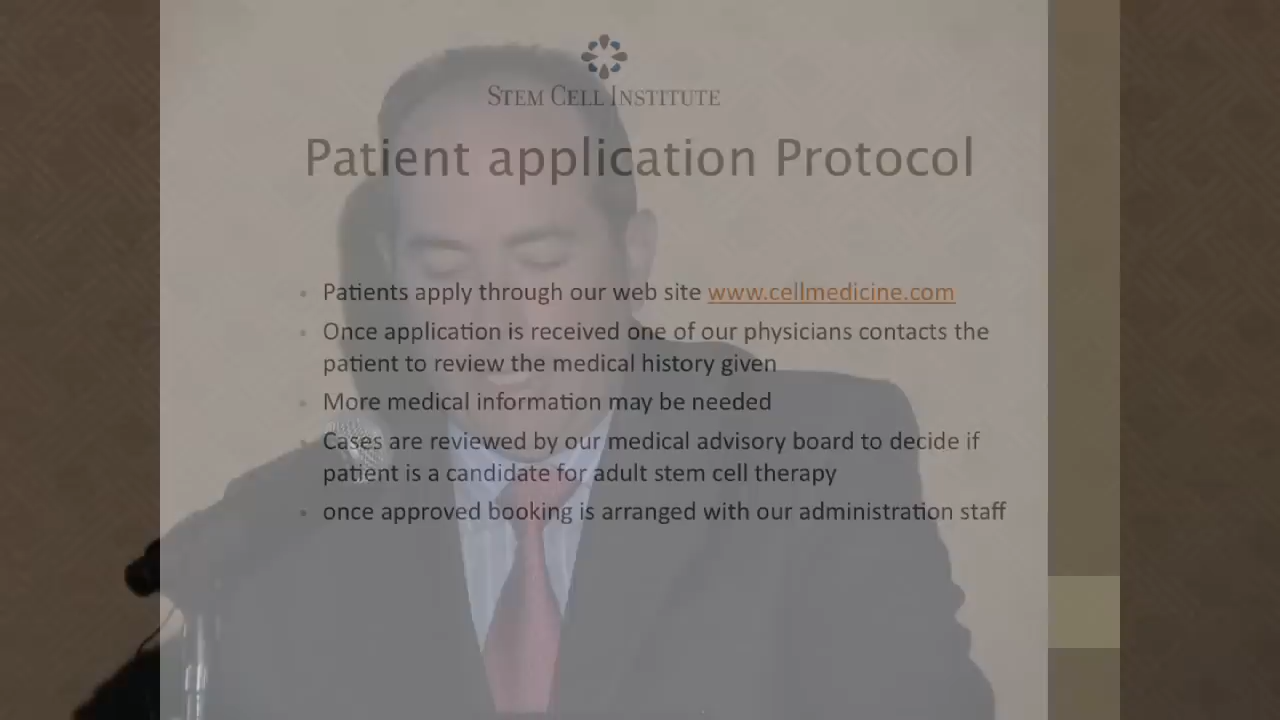 STEM CELL INSTITUTE
Patient application Protocol
• Patients apply through our web site www.cellmedicine.com
• Once application is received one of our physicians contacts the
patient to review the medical history given
• More medical information may be needed
• Cases are reviewed by our medical advisory board to decide if
patient is a candidate for adult stem cell therapy
• once approved booking is arranged with our administration staff